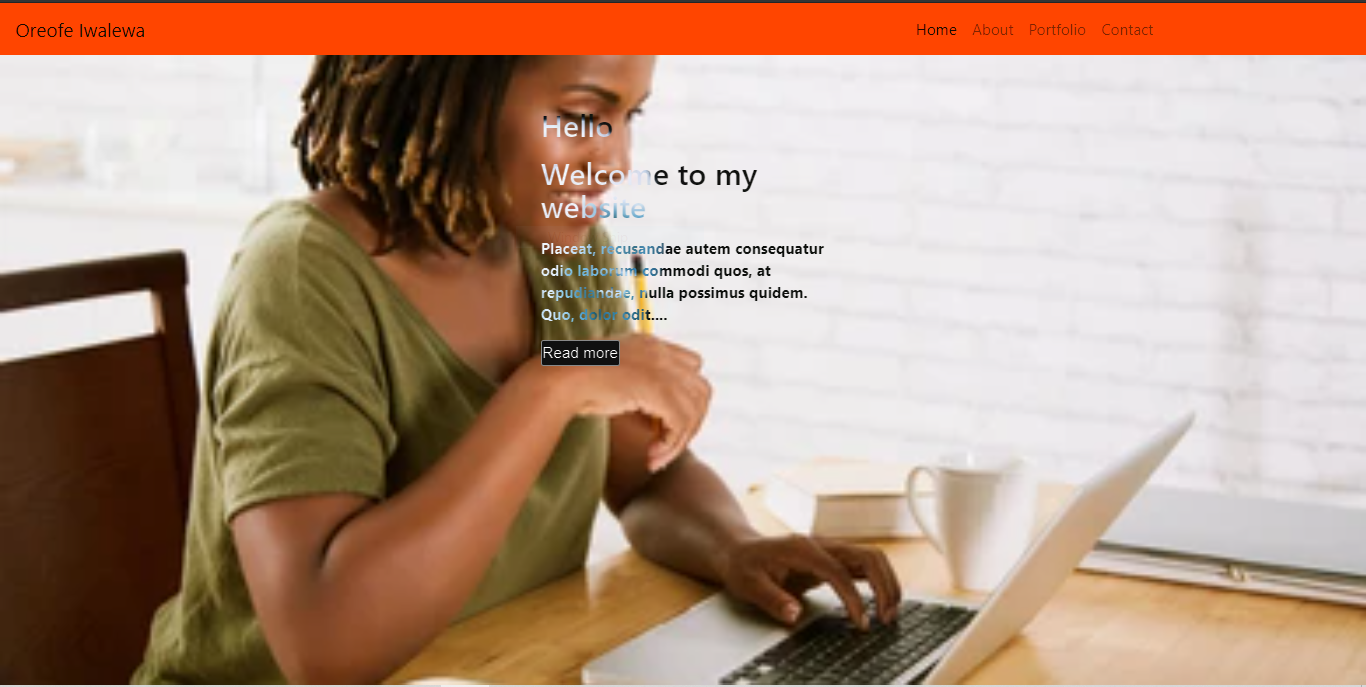 Oreofe Iwalewa
Home About Portfolio Contact
Hello
Welcome to my
website
Placeat, recusandae autem consequatur
odio laborum commodi quos, at
repudiandae, nulla possimus quidem.
Quo, dolor odit....
Read more